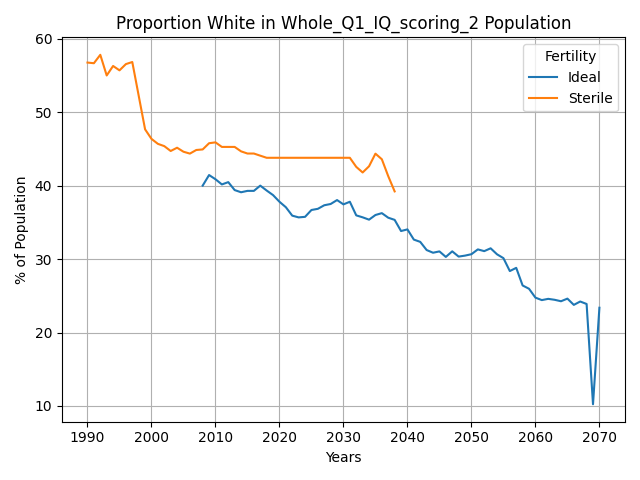 Proportion White in Whole_Q1_IQ_scoring_2 Population
Fertility
Ideal
Sterile
% of Population
60
50
40
30
20
10
1990 2000 2010 2020 2030 2040 2050 2060 2070
Years